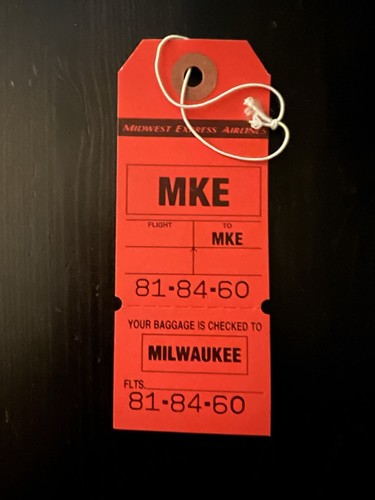 MIDWEST EXPRESS AIRLINES
MKE
FLIGHT TO
MKE
81-84-60
YOUR BAGGAGE IS CHECKED TO
MILWAUKEE
FLTS.
81-84-60